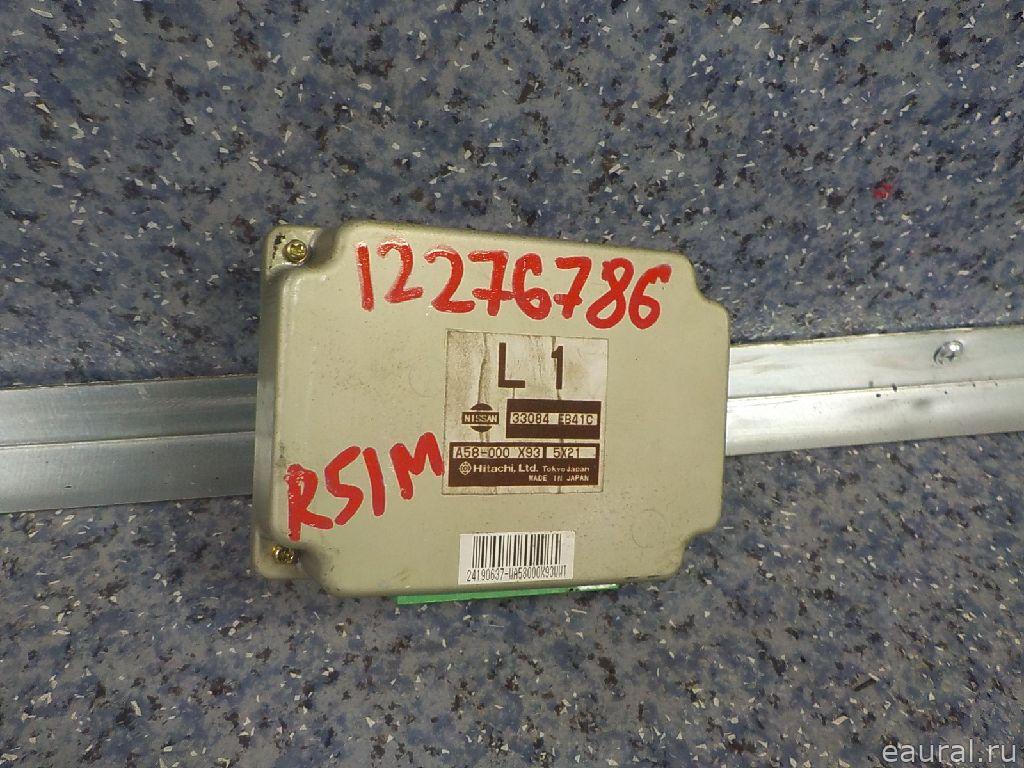 12276786
L 1
NISSAN 33084 EB41C
A58-000 X93 5X21
Hitachi, Ltd. Tokyo Japan
MADE IN JAPAN
R51M
eaural.ru